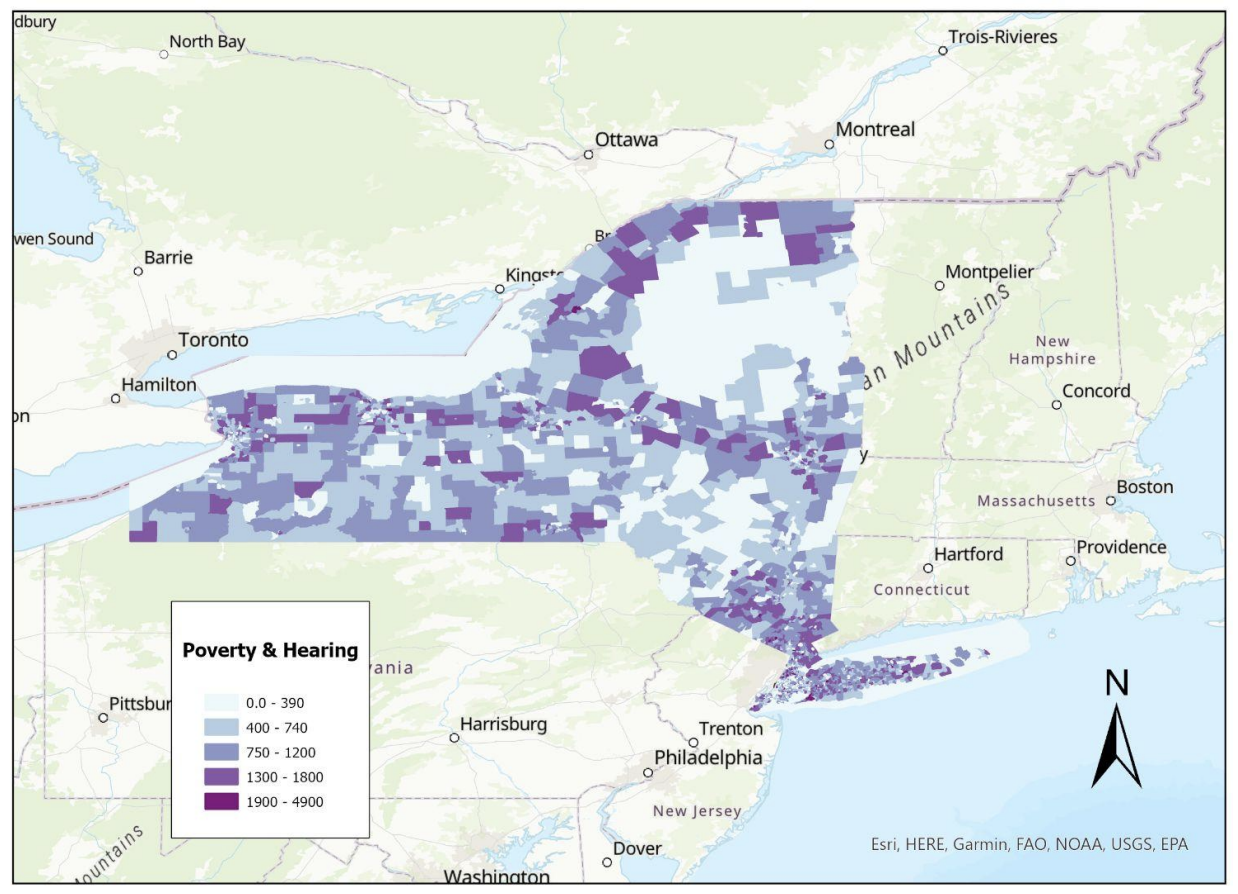 dbury
North Bay
Trois-Rivieres
Ottawa
Montreal
wen Sound
Barrie
Br
Kingsto
Montpelier
Toronto
New
Hampshire
an Mountains
Hamilton
Concord
on
y
Massachusetts
Boston
Hartford
Providence
Connecticut
Poverty & Hearing
vania
0.0 - 390
400 - 740
750 - 1200
1300 - 1800
1900 - 4900
Pittsbur
Harrisburg
Trenton
Philadelphia
New Jersey
N
Mountains
Dover
Washington
Esri, HERE, Garmin, FAO, NOAA, USGS, EPA